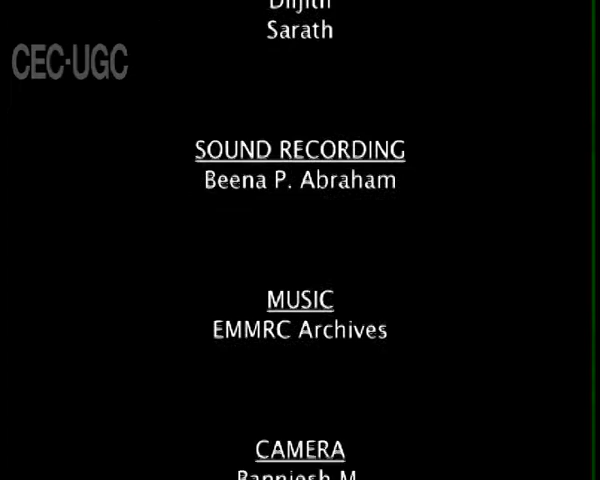 Sarath
CEC-UGC
SOUND RECORDING
Beena P. Abraham
MUSIC
EMMRC Archives
CAMERA